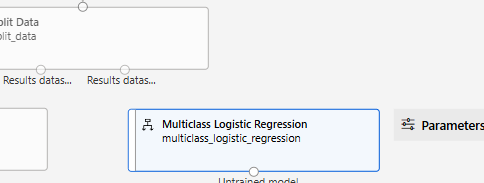 plit Data
plit_data
Results datas... Results datas...
Multiclass Logistic Regression
multiclass_logistic_regression
Parameters
Untrained model